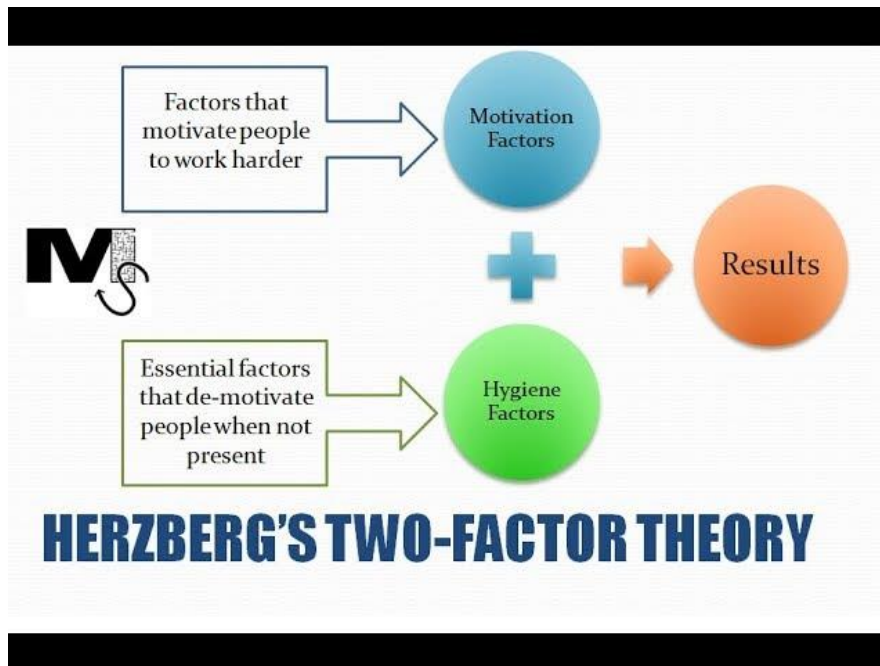 Factors that
motivate people
to work harder
Motivation
Factors
Results
MS
Essential factors
that de-motivate
people when not
present
Hygiene
Factors
HERZBERG'S TWO-FACTOR THEORY